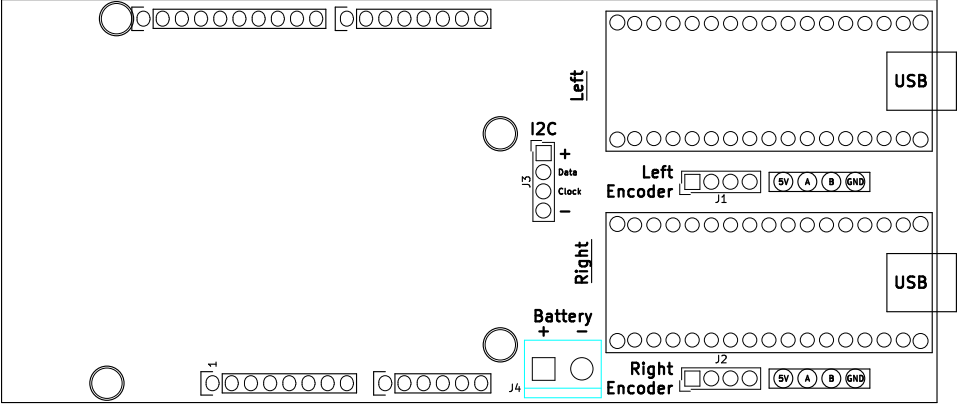 USB
Left
I2C
+
Data
Clock
−
J3
Left
Encoder
J1
5V A B GND
Right
USB
Battery
+ −
J4
1
J2
Right
Encoder
5V A B GND